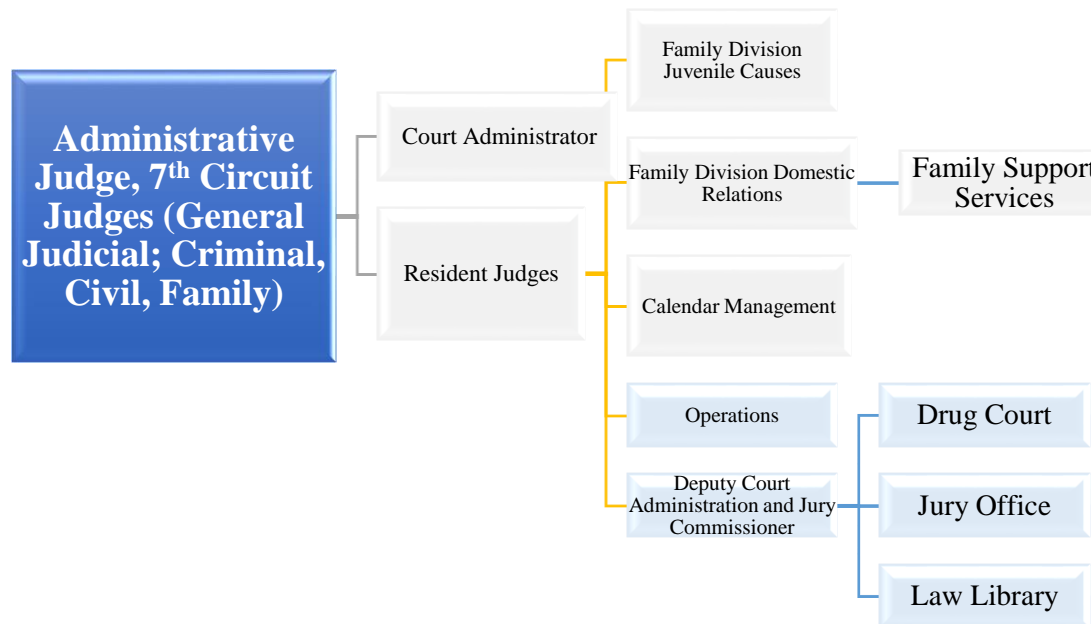 Administrative
Judge, 7th Circuit
Judges (General
Judicial; Criminal,
Civil, Family)
Court Administrator
Resident Judges
Family Division
Juvenile Causes
Family Division Domestic
Relations
Calendar Management
Operations
Deputy Court
Administration and Jury
Commissioner
Family Support
Services
Drug Court
Jury Office
Law Library